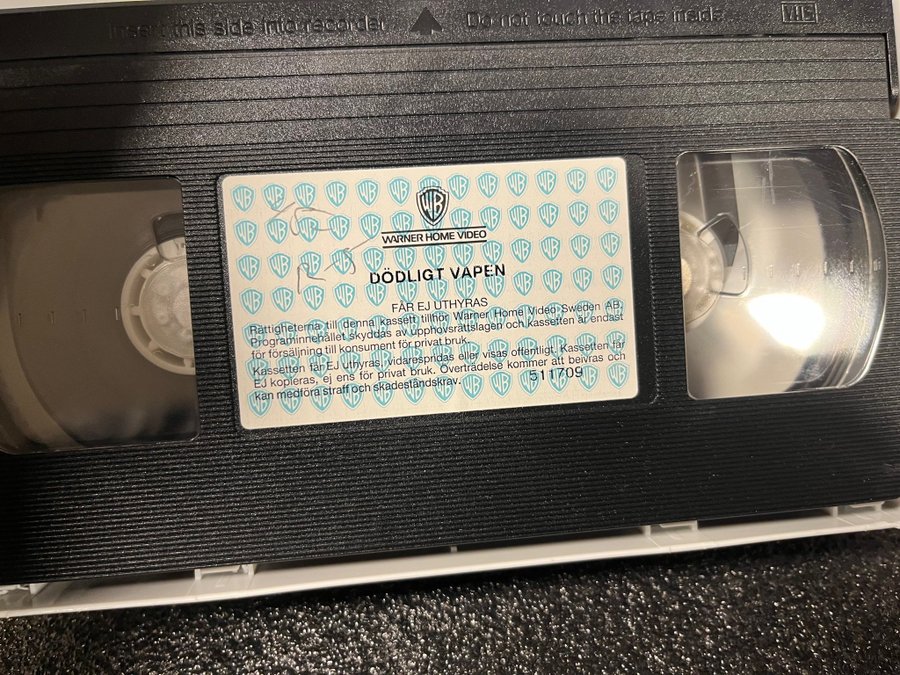 Insert this side into recorder
Do not touch the tape inside
VHS
WB
WARNER HOME VIDEO
DÖDLIGT VAPEN
FÅR EJ UTHYRAS
Rättigheterna till denna kassett tillhör Warner Home Video Sweden AB.
Programinnehållet skyddas av upphovsrättslagen och kassetten är endast
för försäljning till konsument för privat bruk.
Kassetten får EJ uthyras, vidarespridas eller visas offentligt. Kassetten får
EJ kopieras, ej ens för privat bruk. Överträdelse kommer att beivras och
kan medföra straff och skadeståndskrav.
511709